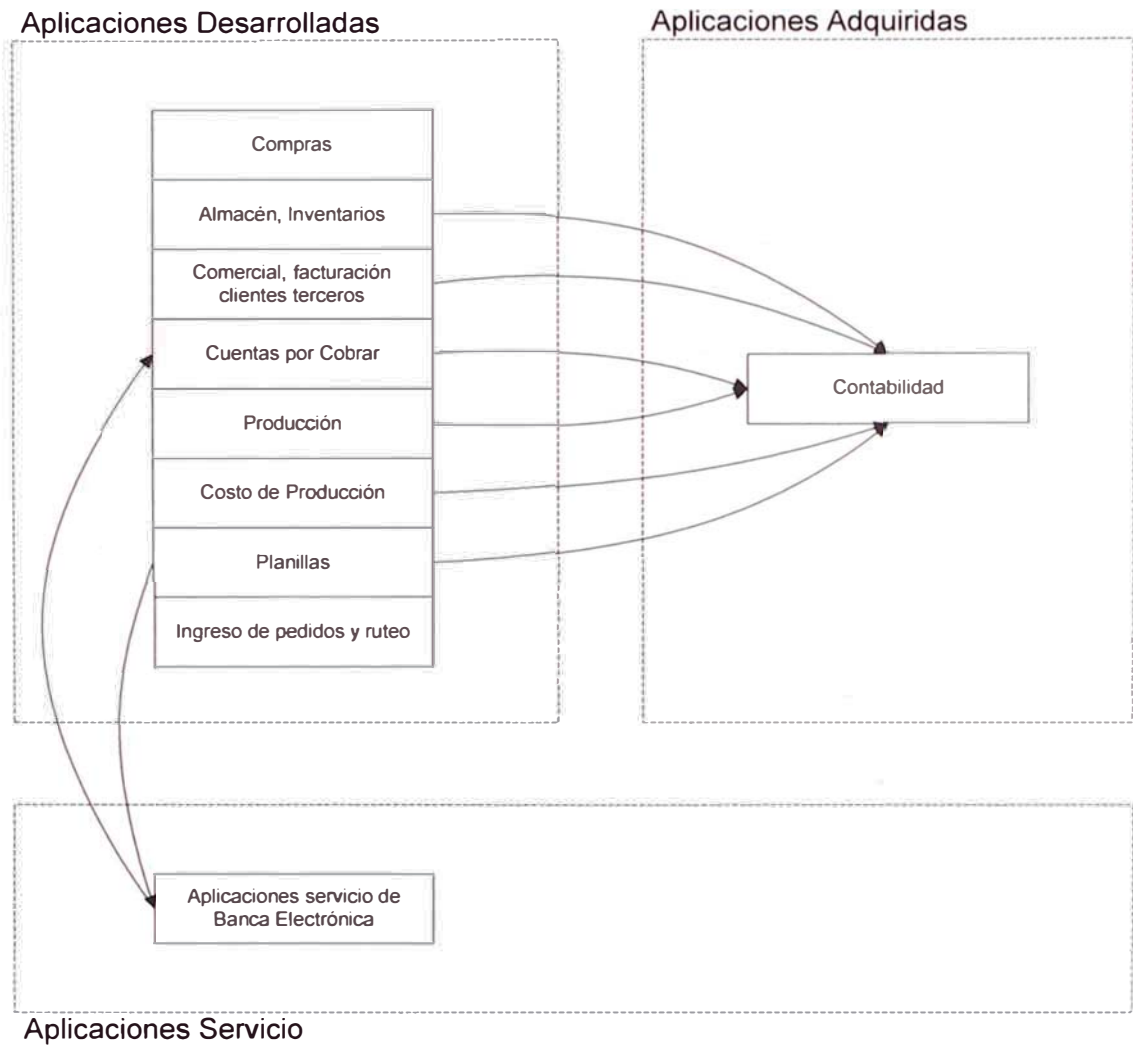 Aplicaciones Desarrolladas
Aplicaciones Adquiridas
Compras
Almacén, Inventarios
Comercial, facturación
clientes terceros
Cuentas por Cobrar
Producción
Costo de Producción
Planillas
Ingreso de pedidos y ruteo
Contabilidad
Aplicaciones servicio de
Banca Electrónica
Aplicaciones Servicio